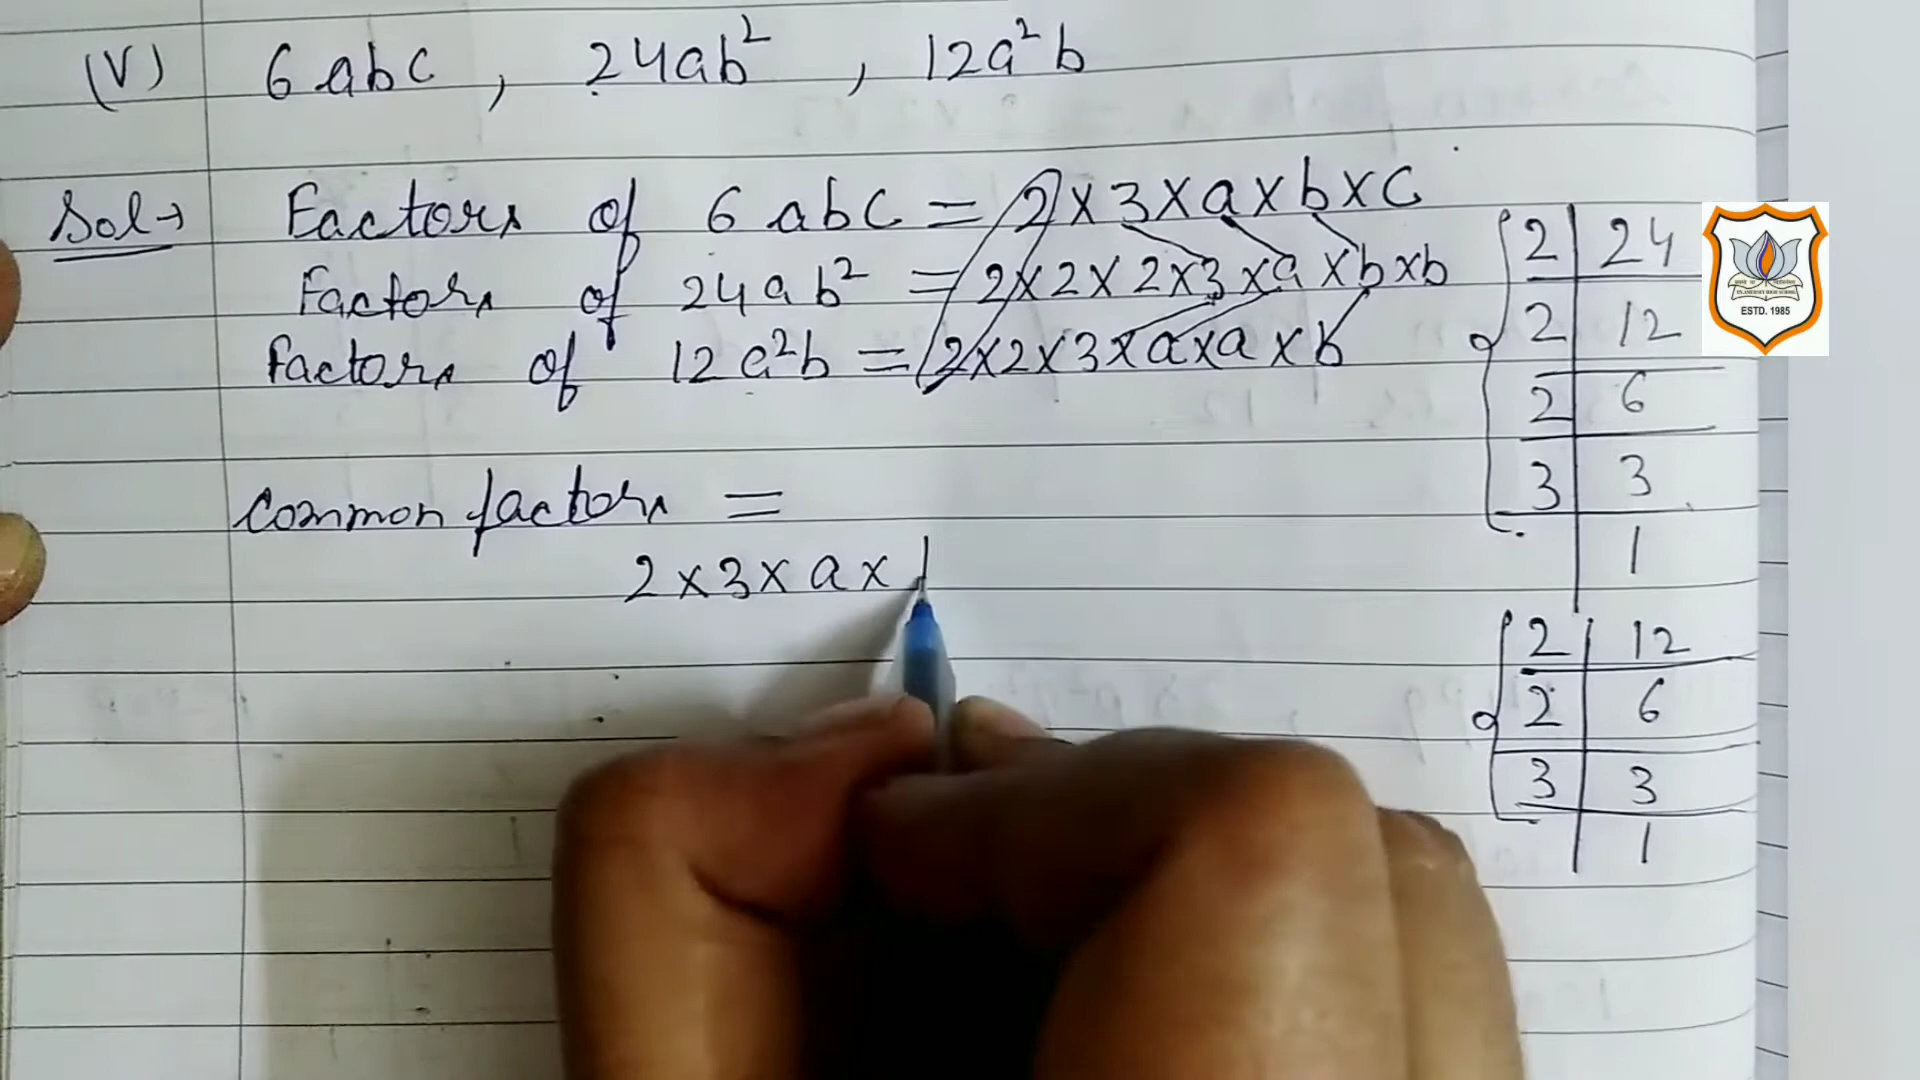 (V) 6abc , 24ab² , 12a²b
Sol→ Factors of 6abc = 2×3×a×b×c
Factors of 24ab² = 2×2×2×3×a×b×b
Factors of 12a²b = 2×2×3×a×a×b
Common factors =
2×3×a×
2 | 24
2 | 12
2 | 6
3 | 3
1
2 | 12
2 | 6
3 | 3
1
ESTD. 1985